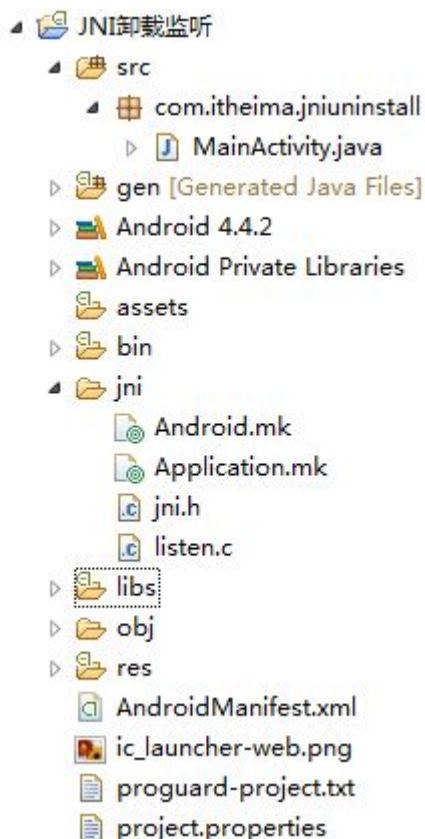 JNI卸载监听
src
com.itheima.jniuninstall
MainActivity.java
gen [Generated Java Files]
Android 4.4.2
Android Private Libraries
assets
bin
jni
Android.mk
Application.mk
jni.h
listen.c
libs
obj
res
AndroidManifest.xml
ic_launcher-web.png
proguard-project.txt
project.properties